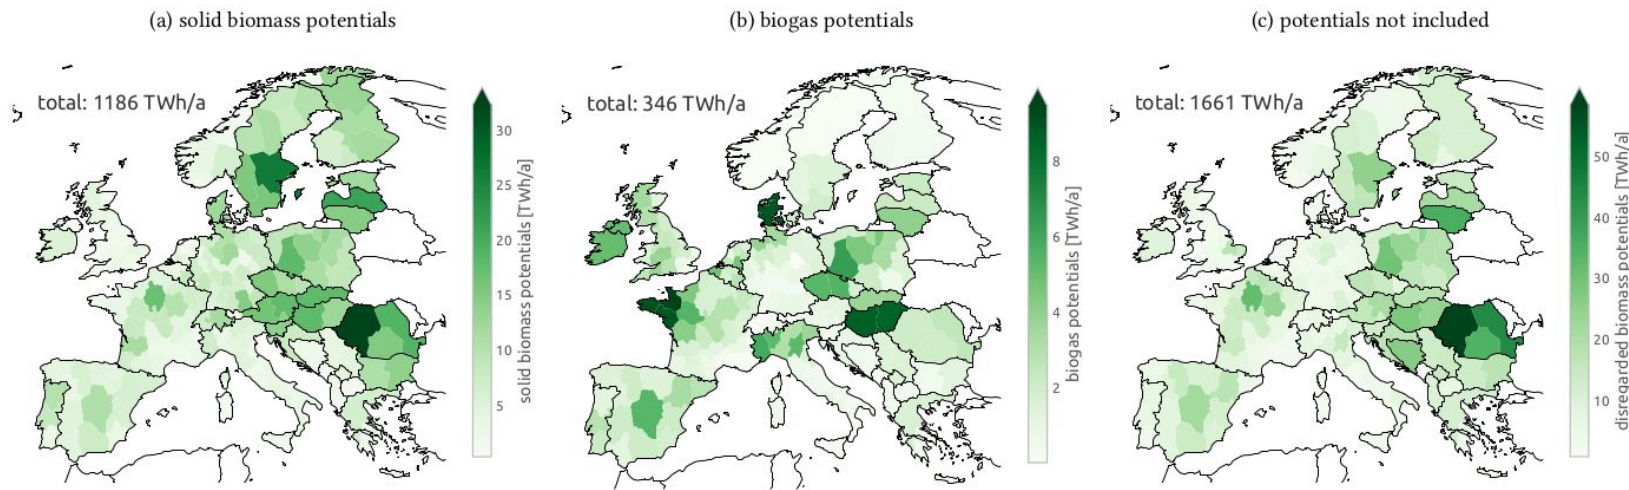 (a) solid biomass potentials
total: 1186 TWh/a
30
25
20
15
10
5
solid biomass potentials [TWh/a]
(b) biogas potentials
total: 346 TWh/a
8
6
4
2
biogas potentials [TWh/a]
(c) potentials not included
total: 1661 TWh/a
50
40
30
20
10
disregarded biomass potentials [TWh/a]